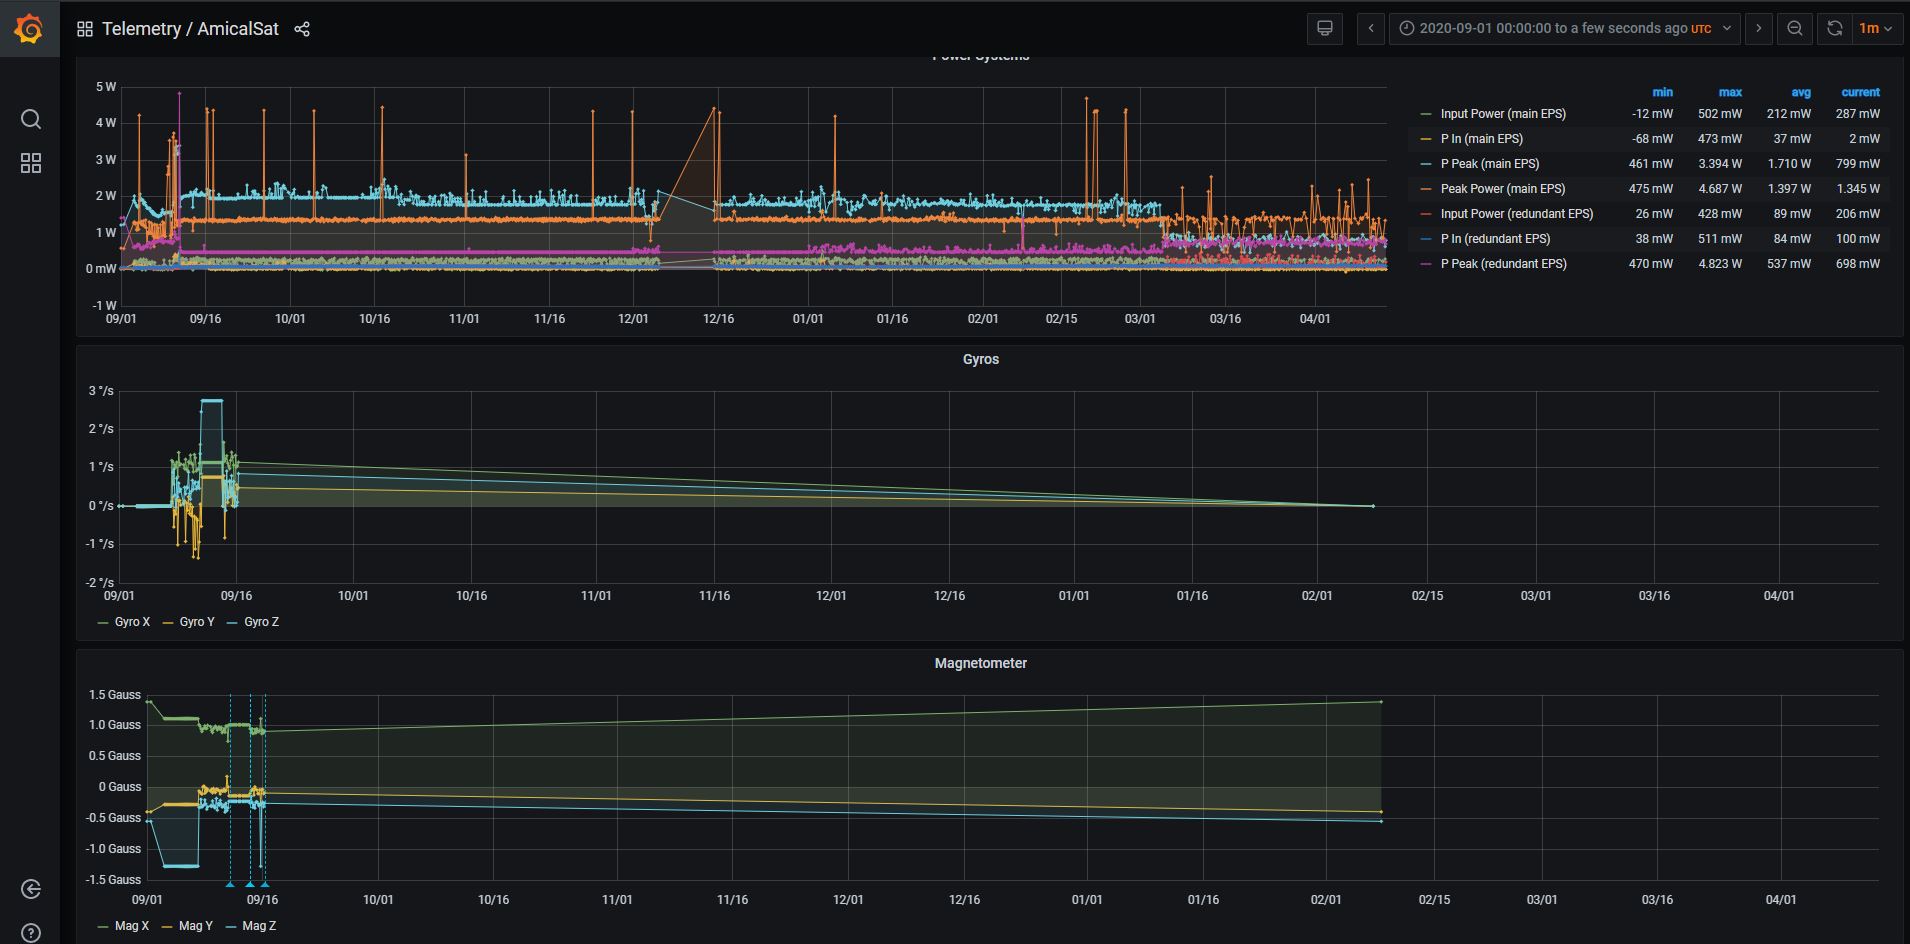 Telemetry / AmicalSat
2020-09-01 00:00:00 to a few seconds ago UTC
1m
Power Systems
5 W
4 W
3 W
2 W
1 W
0 mW
-1 W
09/01 09/16 10/01 10/16 11/01 11/16 12/01 12/16 01/01 01/16 02/01 02/15 03/01 03/16 04/01
min max avg current
Input Power (main EPS) -12 mW 502 mW 212 mW 287 mW
P In (main EPS) -68 mW 473 mW 37 mW 2 mW
P Peak (main EPS) 461 mW 3.394 W 1.710 W 799 mW
Peak Power (main EPS) 475 mW 4.687 W 1.397 W 1.345 W
Input Power (redundant EPS) 26 mW 428 mW 89 mW 206 mW
P In (redundant EPS) 38 mW 511 mW 84 mW 100 mW
P Peak (redundant EPS) 470 mW 4.823 W 537 mW 698 mW
Gyros
3 °/s
2 °/s
1 °/s
0 °/s
-1 °/s
-2 °/s
09/01 09/16 10/01 10/16 11/01 11/16 12/01 12/16 01/01 01/16 02/01 02/15 03/01 03/16 04/01
Gyro X Gyro Y Gyro Z
Magnetometer
1.5 Gauss
1.0 Gauss
0.5 Gauss
0 Gauss
-0.5 Gauss
-1.0 Gauss
-1.5 Gauss
09/01 09/16 10/01 10/16 11/01 11/16 12/01 12/16 01/01 01/16 02/01 02/15 03/01 03/16 04/01
Mag X Mag Y Mag Z